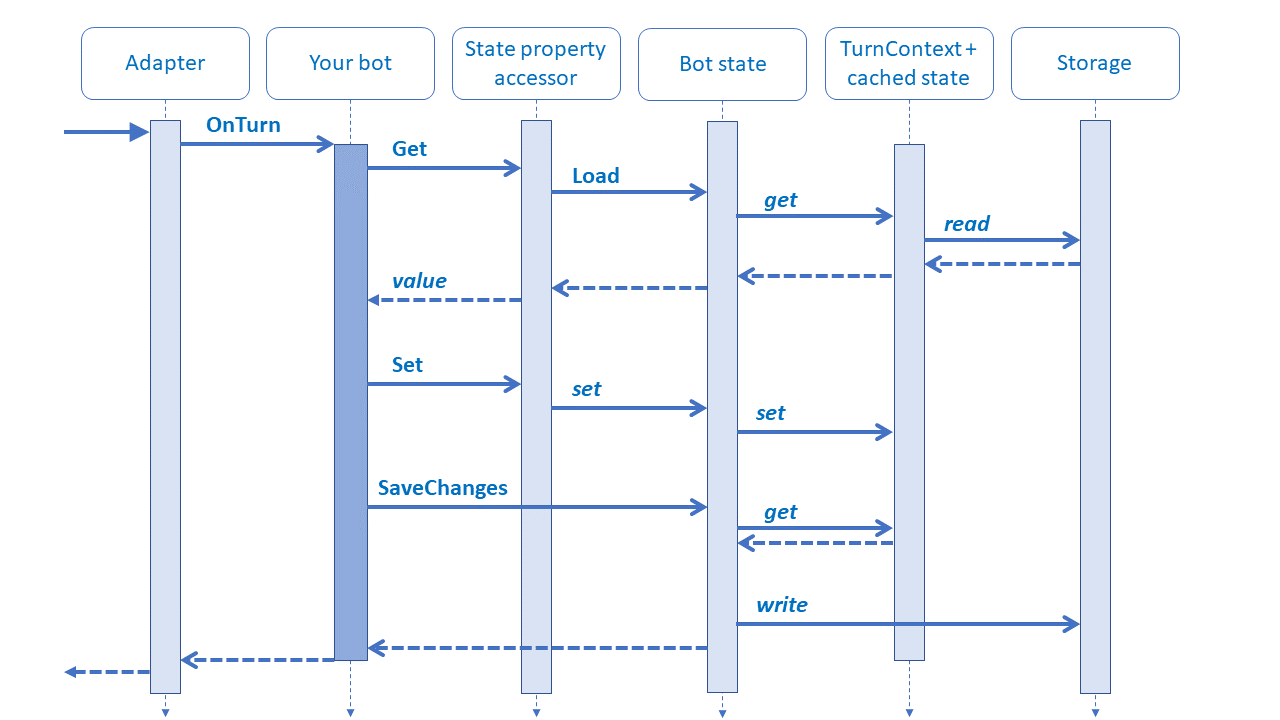 Adapter
Your bot
State property
accessor
Bot state
TurnContext +
cached state
Storage
OnTurn
Get
Load
get
read
value
Set
set
set
SaveChanges
get
write